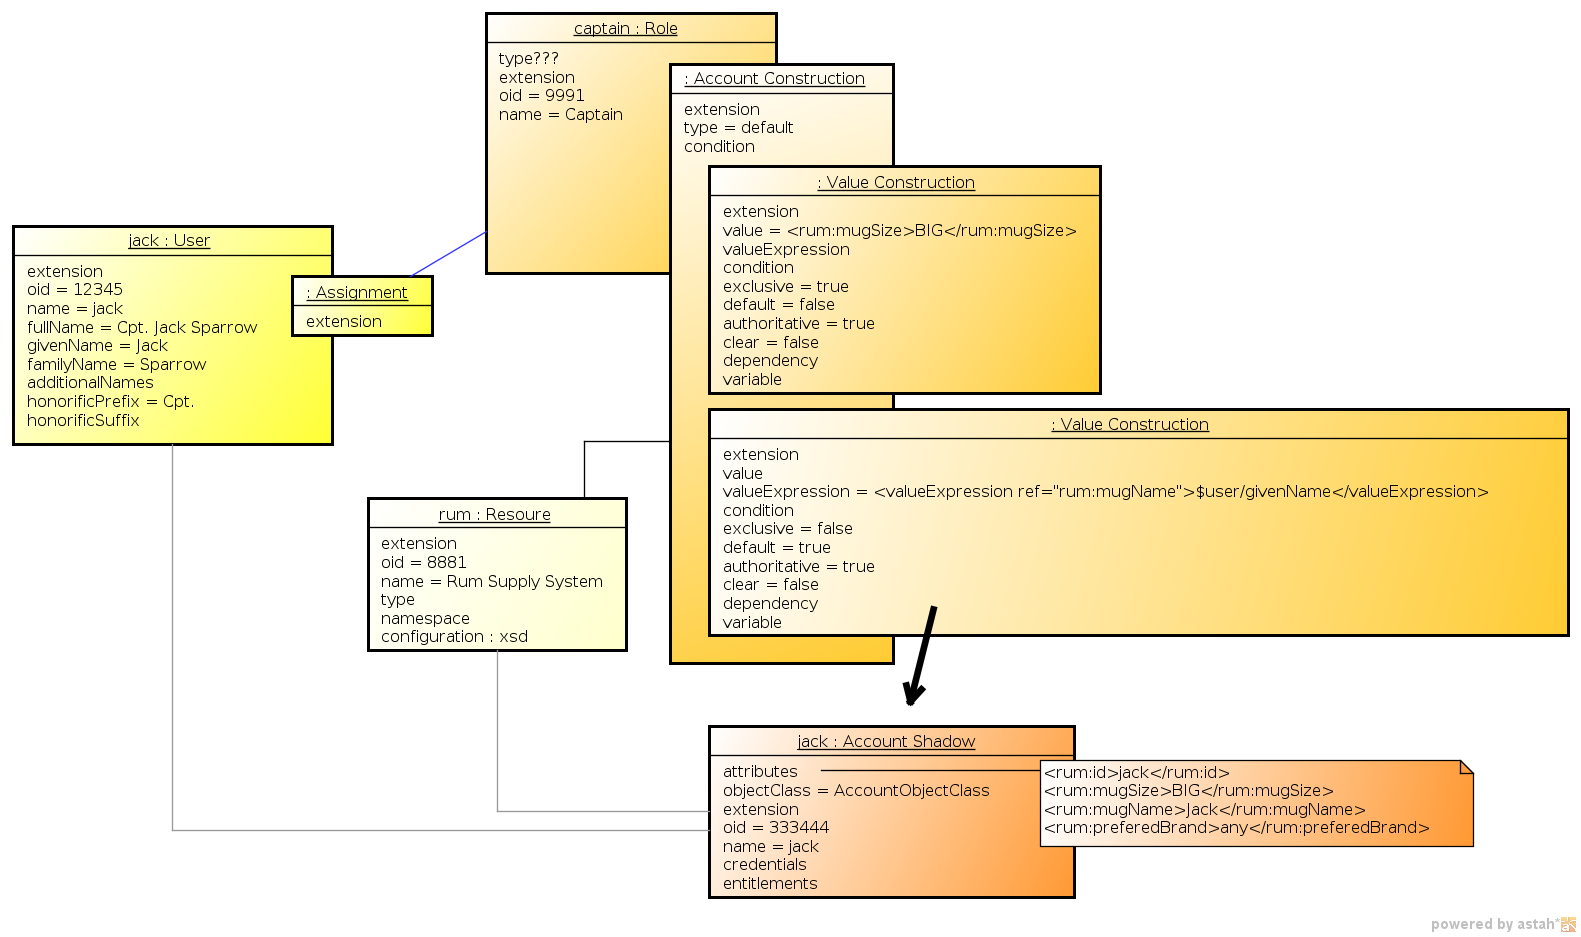 captain : Role
type???
extension
oid = 9991
name = Captain
: Account Construction
extension
type = default
condition
: Value Construction
extension
value = <rum:mugSize>BIG</rum:mugSize>
valueExpression
condition
exclusive = true
default = false
authoritative = true
clear = false
dependency
variable
jack : User
extension
oid = 12345
name = jack
fullName = Cpt. Jack Sparrow
givenName = Jack
familyName = Sparrow
additionalNames
honorificPrefix = Cpt.
honorificSuffix
: Assignment
extension
: Value Construction
extension
value
valueExpression = <valueExpression ref="rum:mugName">$user/givenName</valueExpression>
condition
exclusive = false
default = true
authoritative = true
clear = false
dependency
variable
rum : Resoure
extension
oid = 8881
name = Rum Supply System
type
namespace
configuration : xsd
jack : Account Shadow
attributes
objectClass = AccountObjectClass
extension
oid = 333444
name = jack
credentials
entitlements
<rum:id>jack</rum:id>
<rum:mugSize>BIG</rum:mugSize>
<rum:mugName>Jack</rum:mugName>
<rum:preferedBrand>any</rum:preferedBrand>
powered by astah*